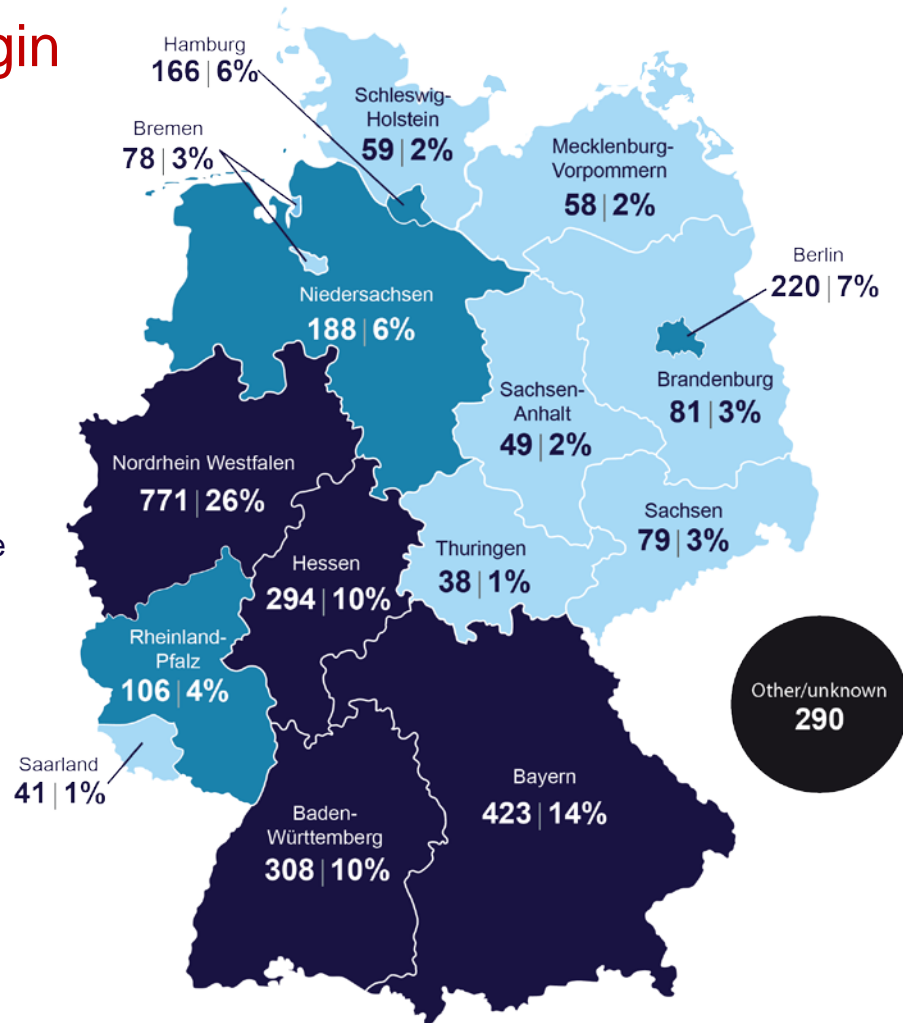 gin
Hamburg
166|6%
Schleswig-
Holstein
59|2%
Bremen
78|3%
Mecklenburg-
Vorpommern
58|2%
Berlin
220|7%
Niedersachsen
188|6%
Brandenburg
81|3%
Sachsen-
Anhalt
49|2%
Nordrhein Westfalen
771|26%
Sachsen
79|3%
e
Thuringen
38|1%
Hessen
294|10%
Rheinland-
Pfalz
106|4%
Other/unknown
290
Saarland
41|1%
Bayern
423|14%
Baden-
Württemberg
308|10%